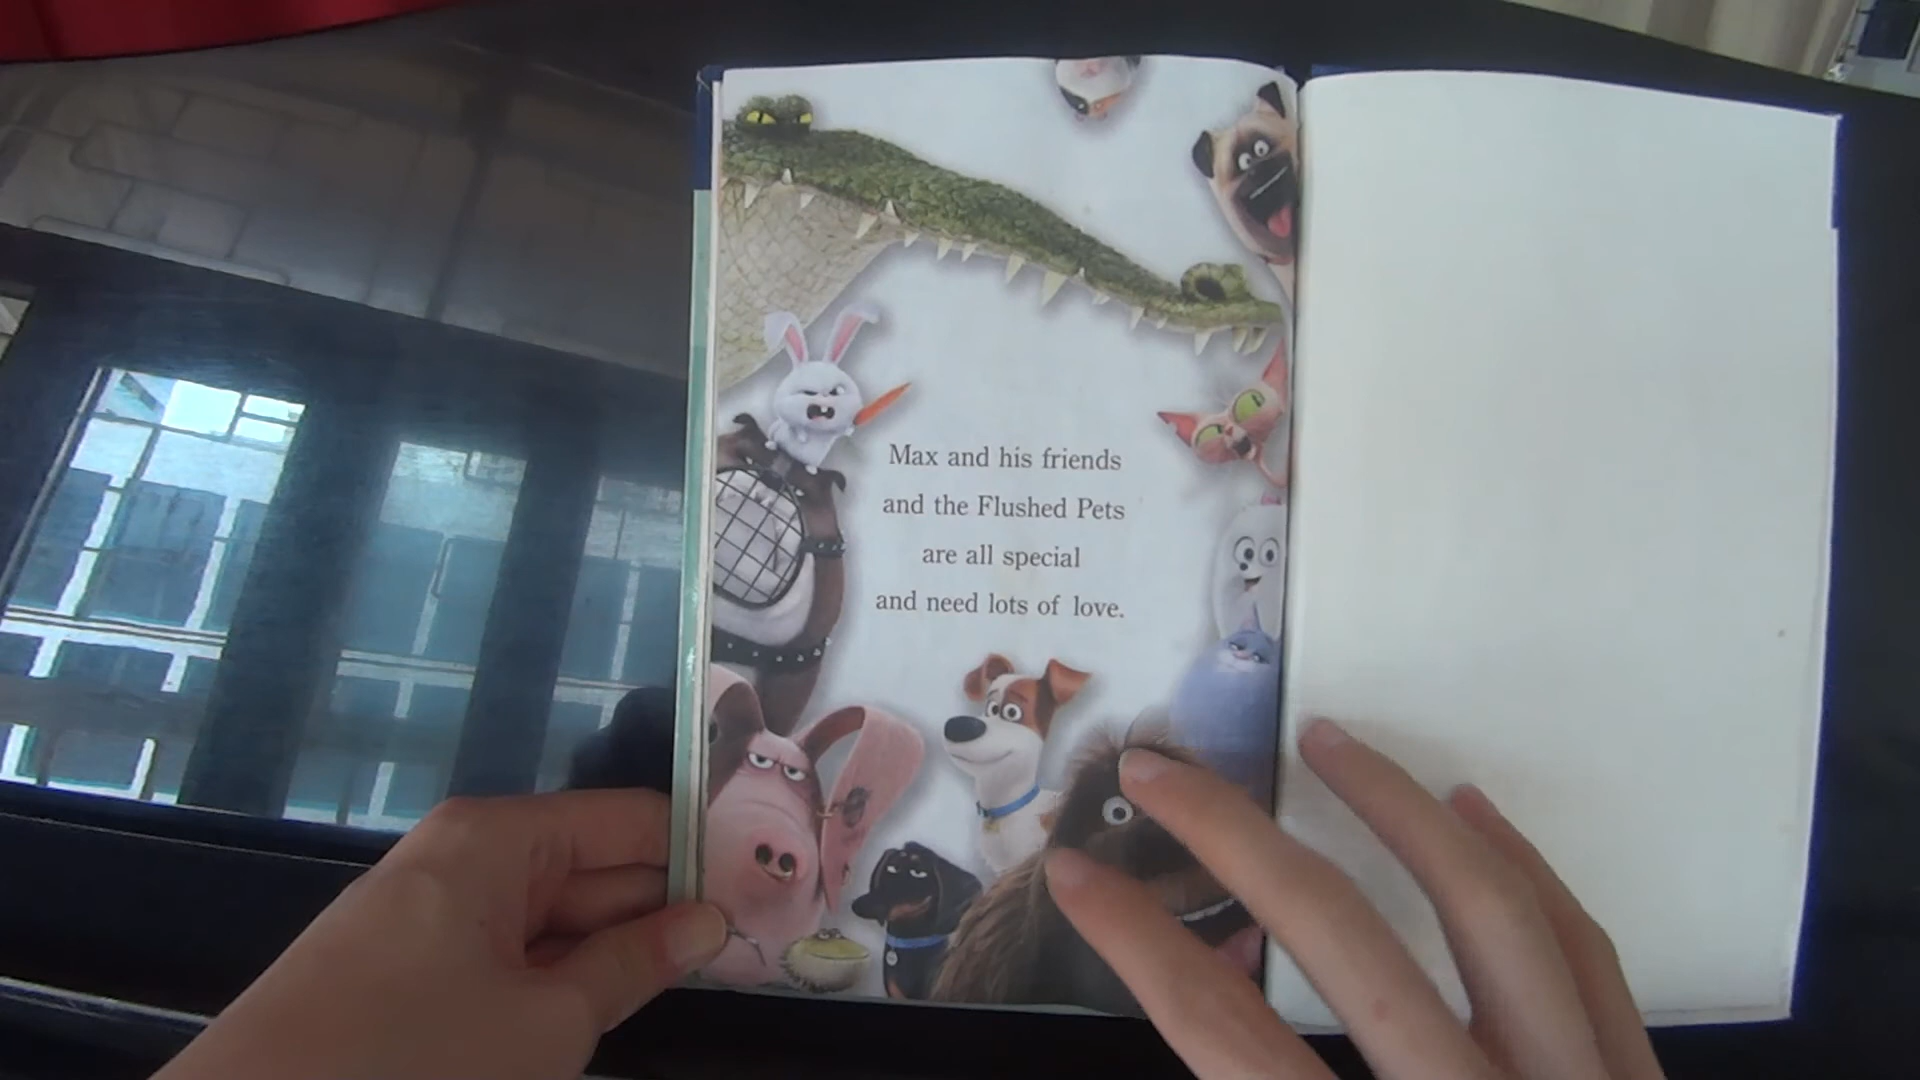 Max and his friends
and the Flushed Pets
are all special
and need lots of love.